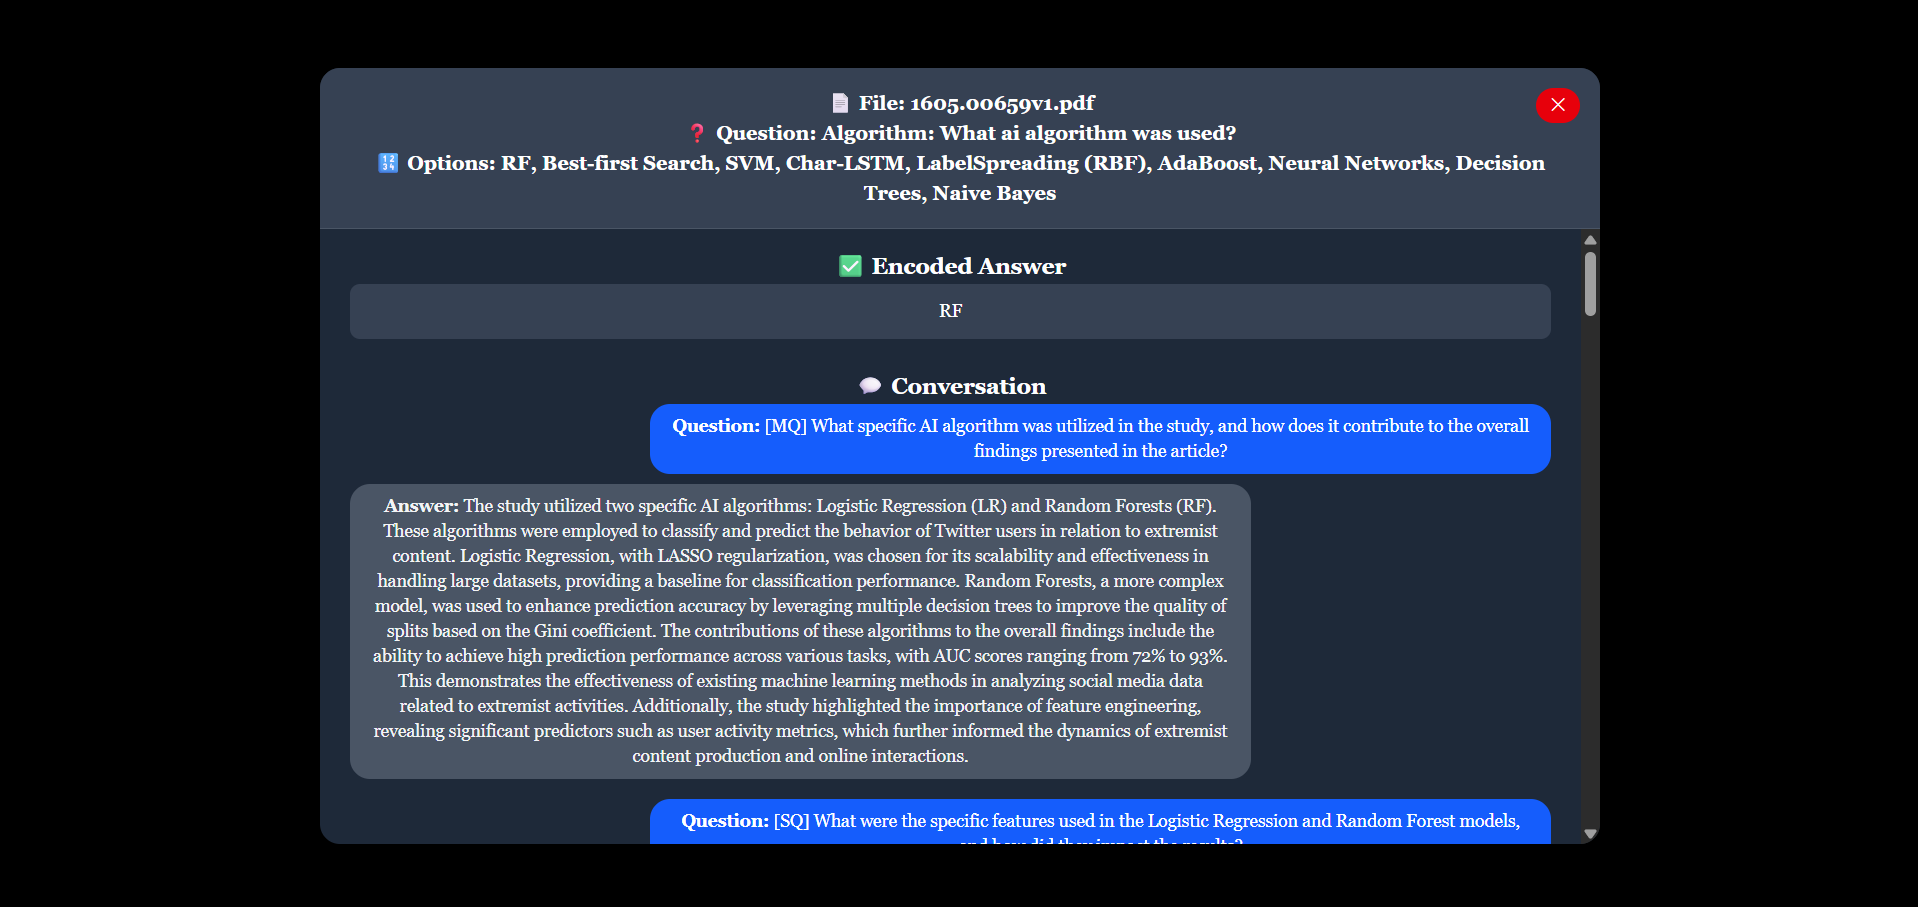 File: 1605.00659v1.pdf
Question: Algorithm: What ai algorithm was used?
Options: RF, Best-first Search, SVM, Char-LSTM, LabelSpreading (RBF), AdaBoost, Neural Networks, Decision
Trees, Naive Bayes
Encoded Answer
RF
Conversation
Question: [MQ] What specific AI algorithm was utilized in the study, and how does it contribute to the overall
findings presented in the article?
Answer: The study utilized two specific AI algorithms: Logistic Regression (LR) and Random Forests (RF).
These algorithms were employed to classify and predict the behavior of Twitter users in relation to extremist
content. Logistic Regression, with LASSO regularization, was chosen for its scalability and effectiveness in
handling large datasets, providing a baseline for classification performance. Random Forests, a more complex
model, was used to enhance prediction accuracy by leveraging multiple decision trees to improve the quality of
splits based on the Gini coefficient. The contributions of these algorithms to the overall findings include the
ability to achieve high prediction performance across various tasks, with AUC scores ranging from 72% to 93%.
This demonstrates the effectiveness of existing machine learning methods in analyzing social media data
related to extremist activities. Additionally, the study highlighted the importance of feature engineering,
revealing significant predictors such as user activity metrics, which further informed the dynamics of extremist
content production and online interactions.
Question: [SQ] What were the specific features used in the Logistic Regression and Random Forest models,
and how did they impact the results?